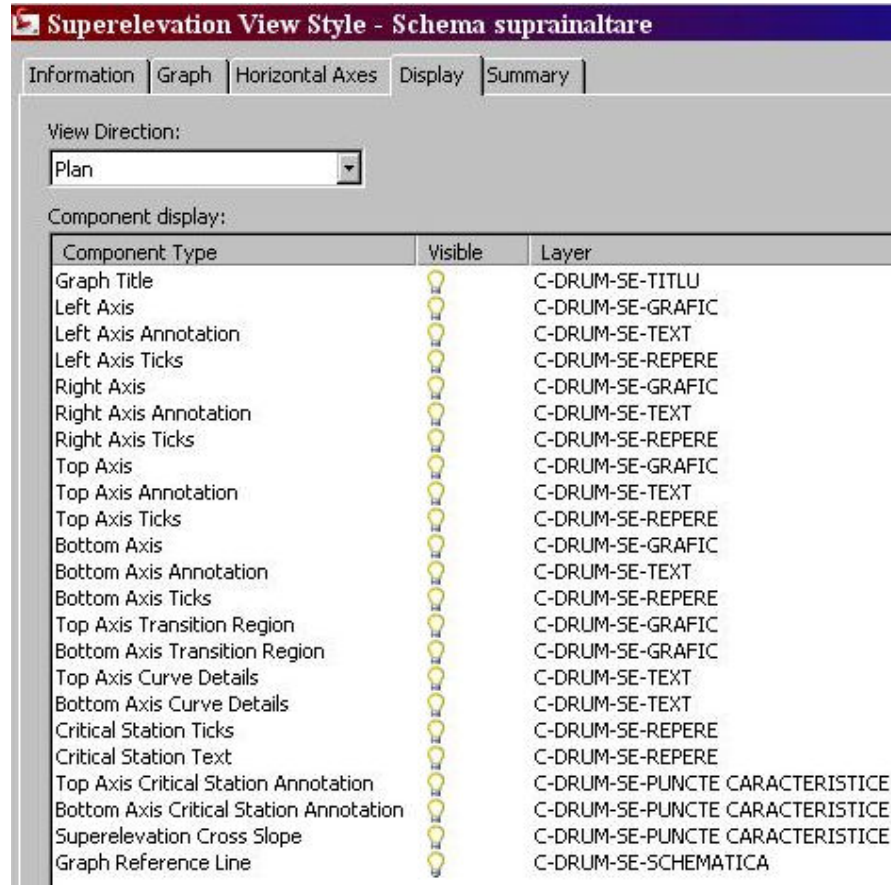 Superelevation View Style - Schema suprainaltare
Information Graph Horizontal Axes Display Summary
View Direction:
Plan
Component display:
Component Type Visible Layer
Graph Title C-DRUM-SE-TITLU
Left Axis C-DRUM-SE-GRAFIC
Left Axis Annotation C-DRUM-SE-TEXT
Left Axis Ticks C-DRUM-SE-REPERE
Right Axis C-DRUM-SE-GRAFIC
Right Axis Annotation C-DRUM-SE-TEXT
Right Axis Ticks C-DRUM-SE-REPERE
Top Axis C-DRUM-SE-GRAFIC
Top Axis Annotation C-DRUM-SE-TEXT
Top Axis Ticks C-DRUM-SE-REPERE
Bottom Axis C-DRUM-SE-GRAFIC
Bottom Axis Annotation C-DRUM-SE-TEXT
Bottom Axis Ticks C-DRUM-SE-REPERE
Top Axis Transition Region C-DRUM-SE-GRAFIC
Bottom Axis Transition Region C-DRUM-SE-GRAFIC
Top Axis Curve Details C-DRUM-SE-TEXT
Bottom Axis Curve Details C-DRUM-SE-TEXT
Critical Station Ticks C-DRUM-SE-REPERE
Critical Station Text C-DRUM-SE-REPERE
Top Axis Critical Station Annotation C-DRUM-SE-PUNCTE CARACTERISTICE
Bottom Axis Critical Station Annotation C-DRUM-SE-PUNCTE CARACTERISTICE
Superelevation Cross Slope C-DRUM-SE-PUNCTE CARACTERISTICE
Graph Reference Line C-DRUM-SE-SCHEMATICA